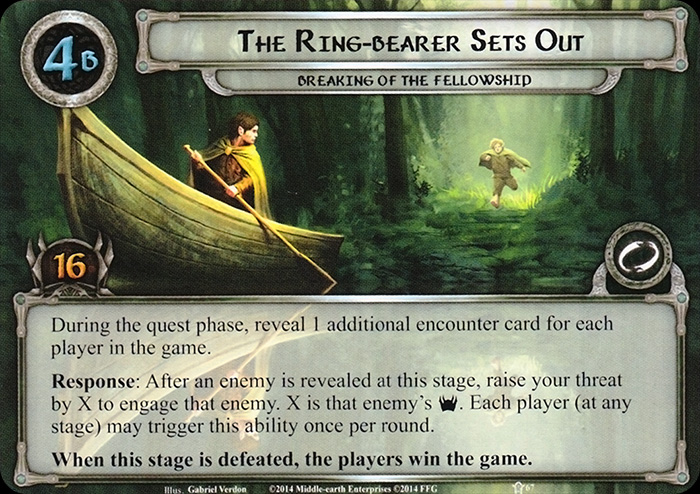 4B
THE RING-BEARER SETS OUT
BREAKING OF THE FELLOWSHIP
16
During the quest phase, reveal 1 additional encounter card for each
player in the game.
Response: After an enemy is revealed at this stage, raise your threat
by X to engage that enemy. X is that enemy's . Each player (at any
stage) may trigger this ability once per round.
When this stage is defeated, the players win the game.
Illus. Gabriel Verdon ©2014 Middle-earth Enterprises ©2014 FFG 67